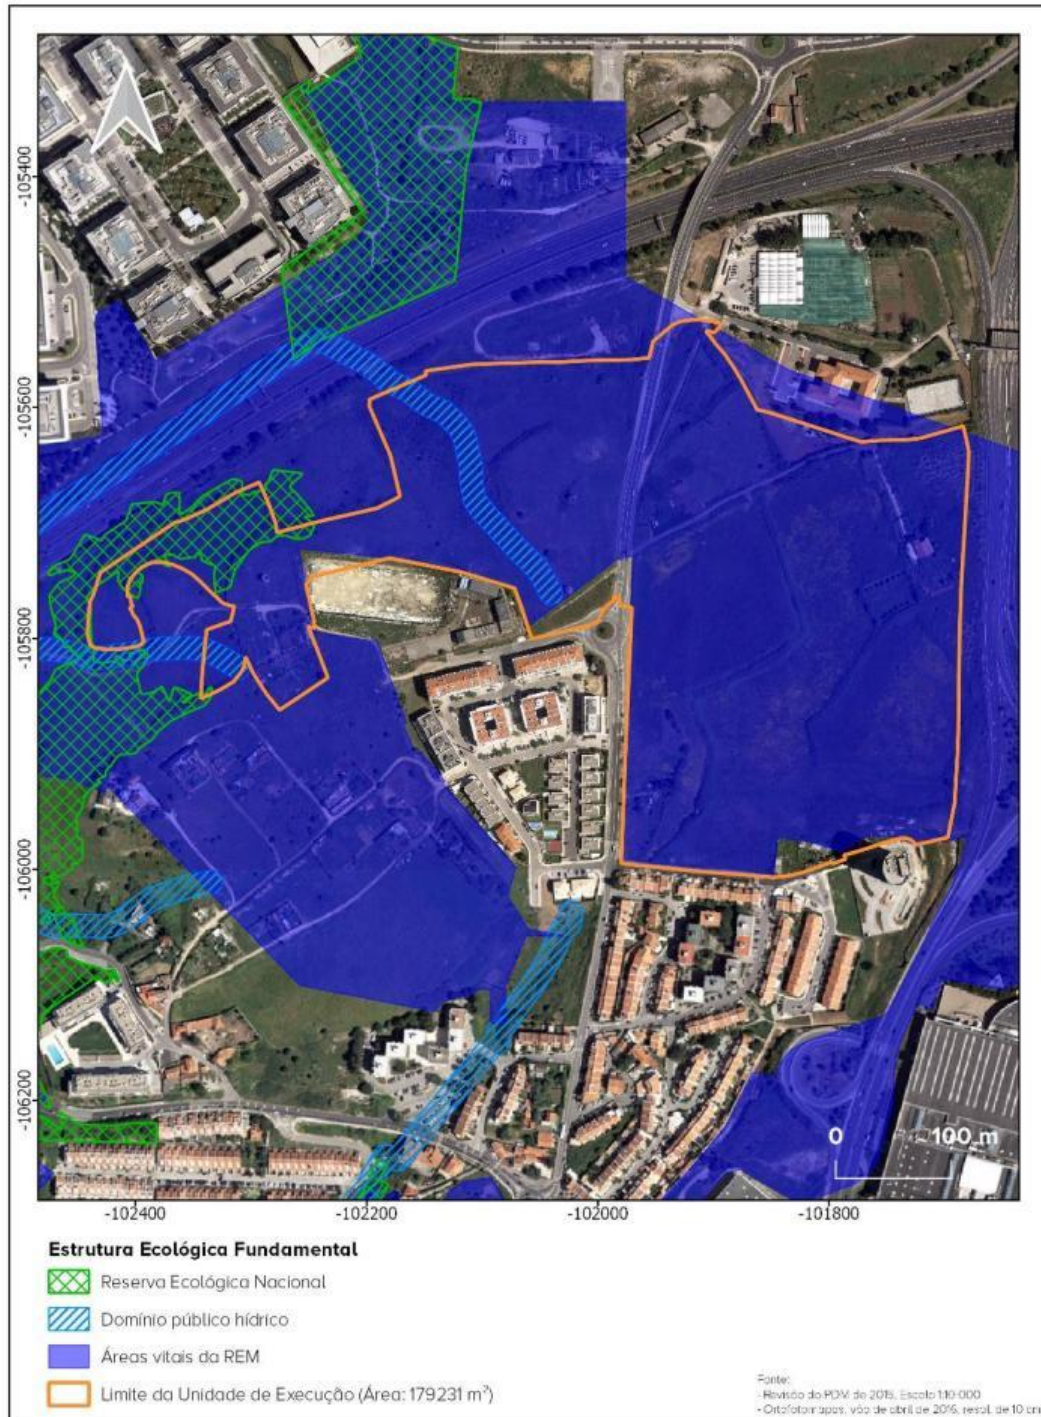 -105400
-105600
-105800
-106000
-106200
0 100 m
-102400 -102200 -102000 -101800
Estrutura Ecológica Fundamental
Reserva Ecológica Nacional
Domínio público hídrico
Áreas vitais da REM
Limite da Unidade de Execução (Área: 179231 m²)
Fonte:
- Revisão do PDM de 2015, Escala 1:10 000
- Ortofotomapas, vôo de abril de 2016, resol. de 10 cm